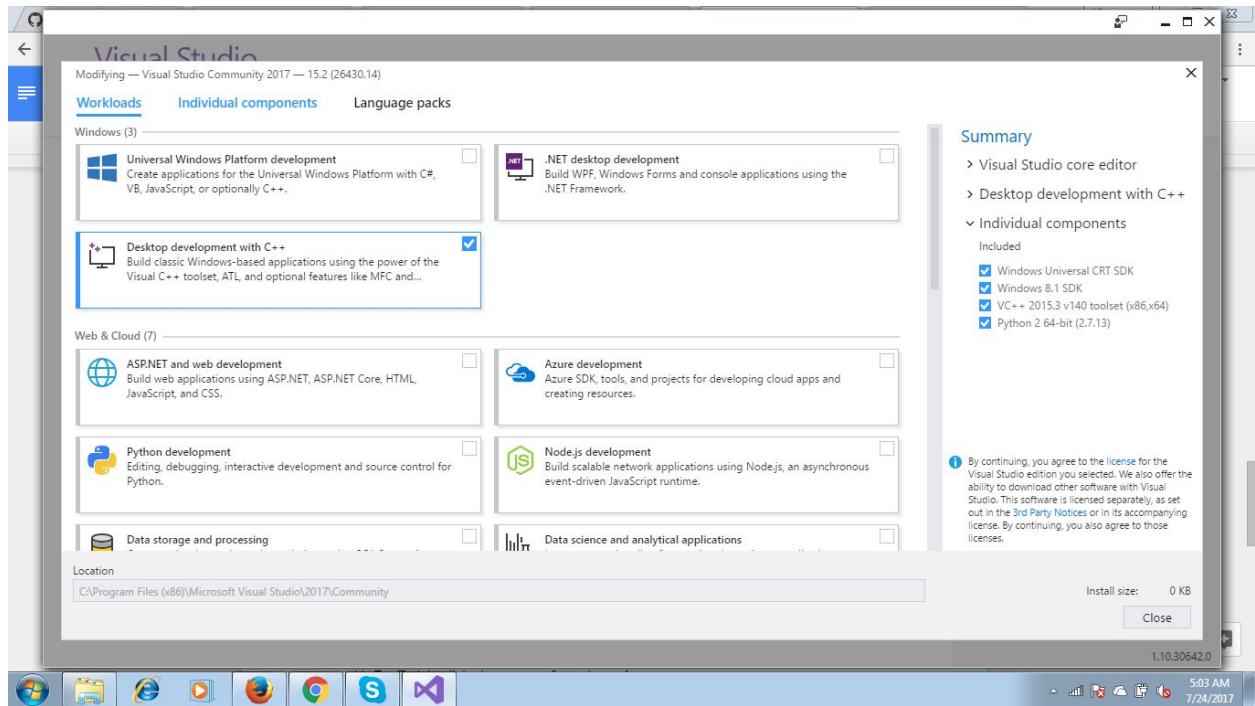 Visual Studio
Modifying — Visual Studio Community 2017 — 15.2 (26430.14)
Workloads
Individual components
Language packs
Windows (3)
Universal Windows Platform development
Create applications for the Universal Windows Platform with C#,
VB, JavaScript, or optionally C++.
.NET
.NET desktop development
Build WPF, Windows Forms and console applications using the
.NET Framework.
Desktop development with C++
Build classic Windows-based applications using the power of the
Visual C++ toolset, ATL, and optional features like MFC and...
Web & Cloud (7)
ASP.NET and web development
Build web applications using ASP.NET, ASP.NET Core, HTML,
JavaScript, and CSS.
Azure development
Azure SDK, tools, and projects for developing cloud apps and
creating resources.
Python development
Editing, debugging, interactive development and source control for
Python.
JS
Node.js development
Build scalable network applications using Node.js, an asynchronous
event-driven JavaScript runtime.
Data storage and processing
Data science and analytical applications
Summary
Visual Studio core editor
Desktop development with C++
Individual components
Included
Windows Universal CRT SDK
Windows 8.1 SDK
VC++ 2015.3 v140 toolset (x86,x64)
Python 2 64-bit (2.7.13)
By continuing, you agree to the license for the
Visual Studio edition you selected. We also offer the
ability to download other software with Visual
Studio. This software is licensed separately, as set
out in the 3rd Party Notices or in its accompanying
license. By continuing, you also agree to those
licenses.
Location
C:\Program Files (x86)\Microsoft Visual Studio\2017\Community
Install size: 0 KB
Close
1.10.30642.0
5:03 AM
7/24/2017